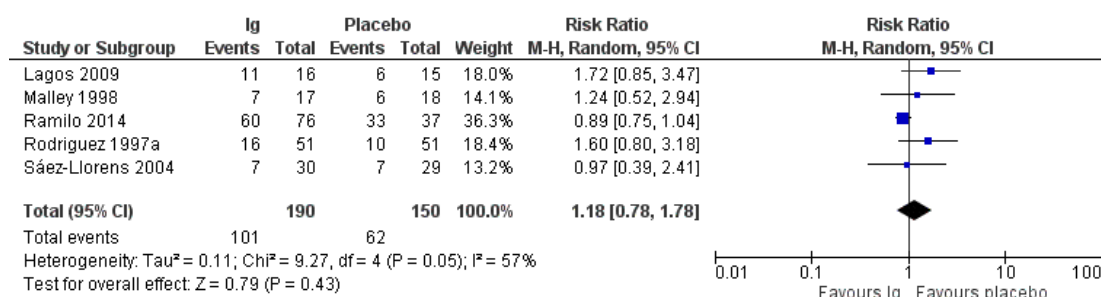 Ig Placebo Risk Ratio Risk Ratio
Study or Subgroup Events Total Events Total Weight M-H, Random, 95% CI M-H, Random, 95% CI
Lagos 2009 11 16 6 15 18.0% 1.72 [0.85, 3.47]
Malley 1998 7 17 6 18 14.1% 1.24 [0.52, 2.94]
Ramilo 2014 60 76 33 37 36.3% 0.89 [0.75, 1.04]
Rodriguez 1997a 16 51 10 51 18.4% 1.60 [0.80, 3.18]
Sáez-Llorens 2004 7 30 7 29 13.2% 0.97 [0.39, 2.41]
Total (95% CI) 190 150 100.0% 1.18 [0.78, 1.78]
Total events 101 62
Heterogeneity: Tau² = 0.11; Chi² = 9.27, df = 4 (P = 0.05); I² = 57%
Test for overall effect: Z = 0.79 (P = 0.43)
0.01 0.1 1 10 100
Favours Ig Favours placebo